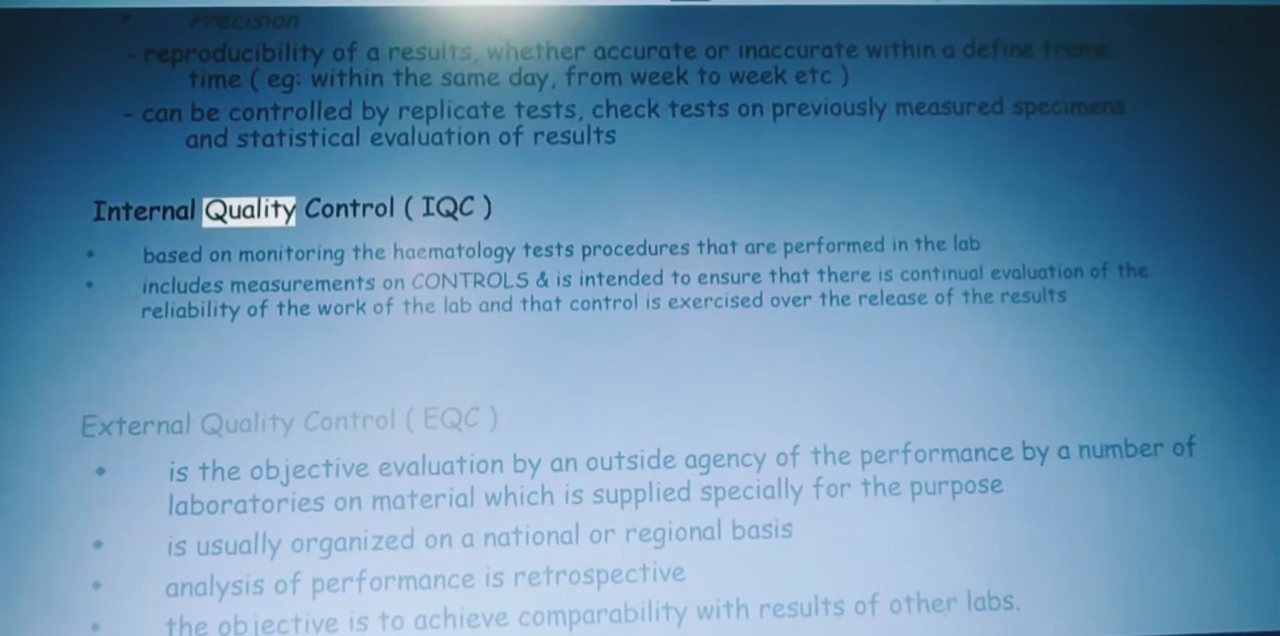 Precision
- reproducibility of a results, whether accurate or inaccurate within a define frame
time ( eg: within the same day, from week to week etc )
- can be controlled by replicate tests, check tests on previously measured specimens
and statistical evaluation of results
Internal Quality Control ( IQC )
• based on monitoring the haematology tests procedures that are performed in the lab
• includes measurements on CONTROLS & is intended to ensure that there is continual evaluation of the
reliability of the work of the lab and that control is exercised over the release of the results
External Quality Control ( EQC )
• is the objective evaluation by an outside agency of the performance by a number of
laboratories on material which is supplied specially for the purpose
• is usually organized on a national or regional basis
• analysis of performance is retrospective
• the objective is to achieve comparability with results of other labs.